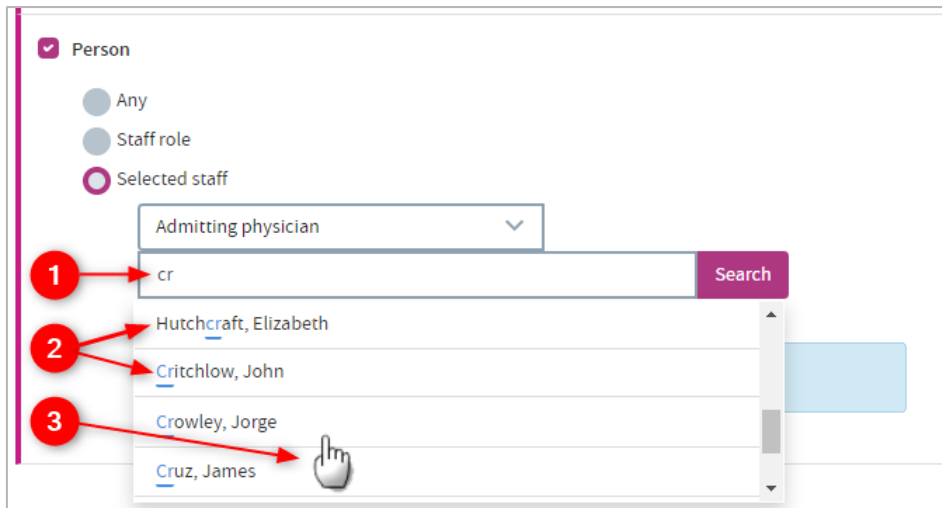 Person
Any
Staff role
Selected staff
Admitting physician
1
cr
Search
Hutchcraft, Elizabeth
2
Critchlow, John
3
Crowley, Jorge
Cruz, James